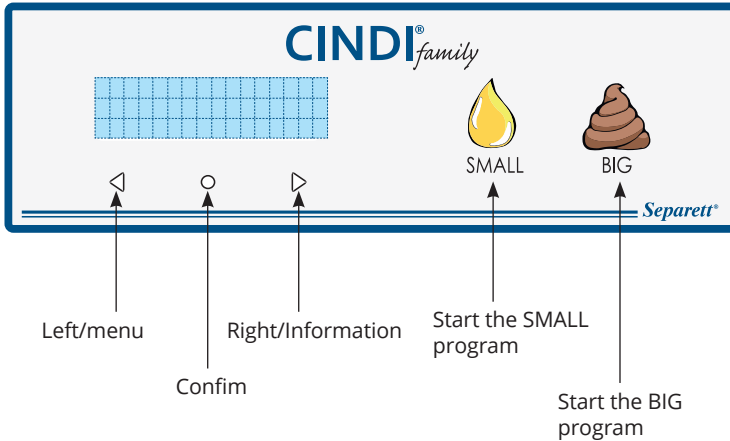 CINDI® family
SMALL
BIG
Separett®
Left/menu
Right/Information
Start the SMALL
program
Confim
Start the BIG
program